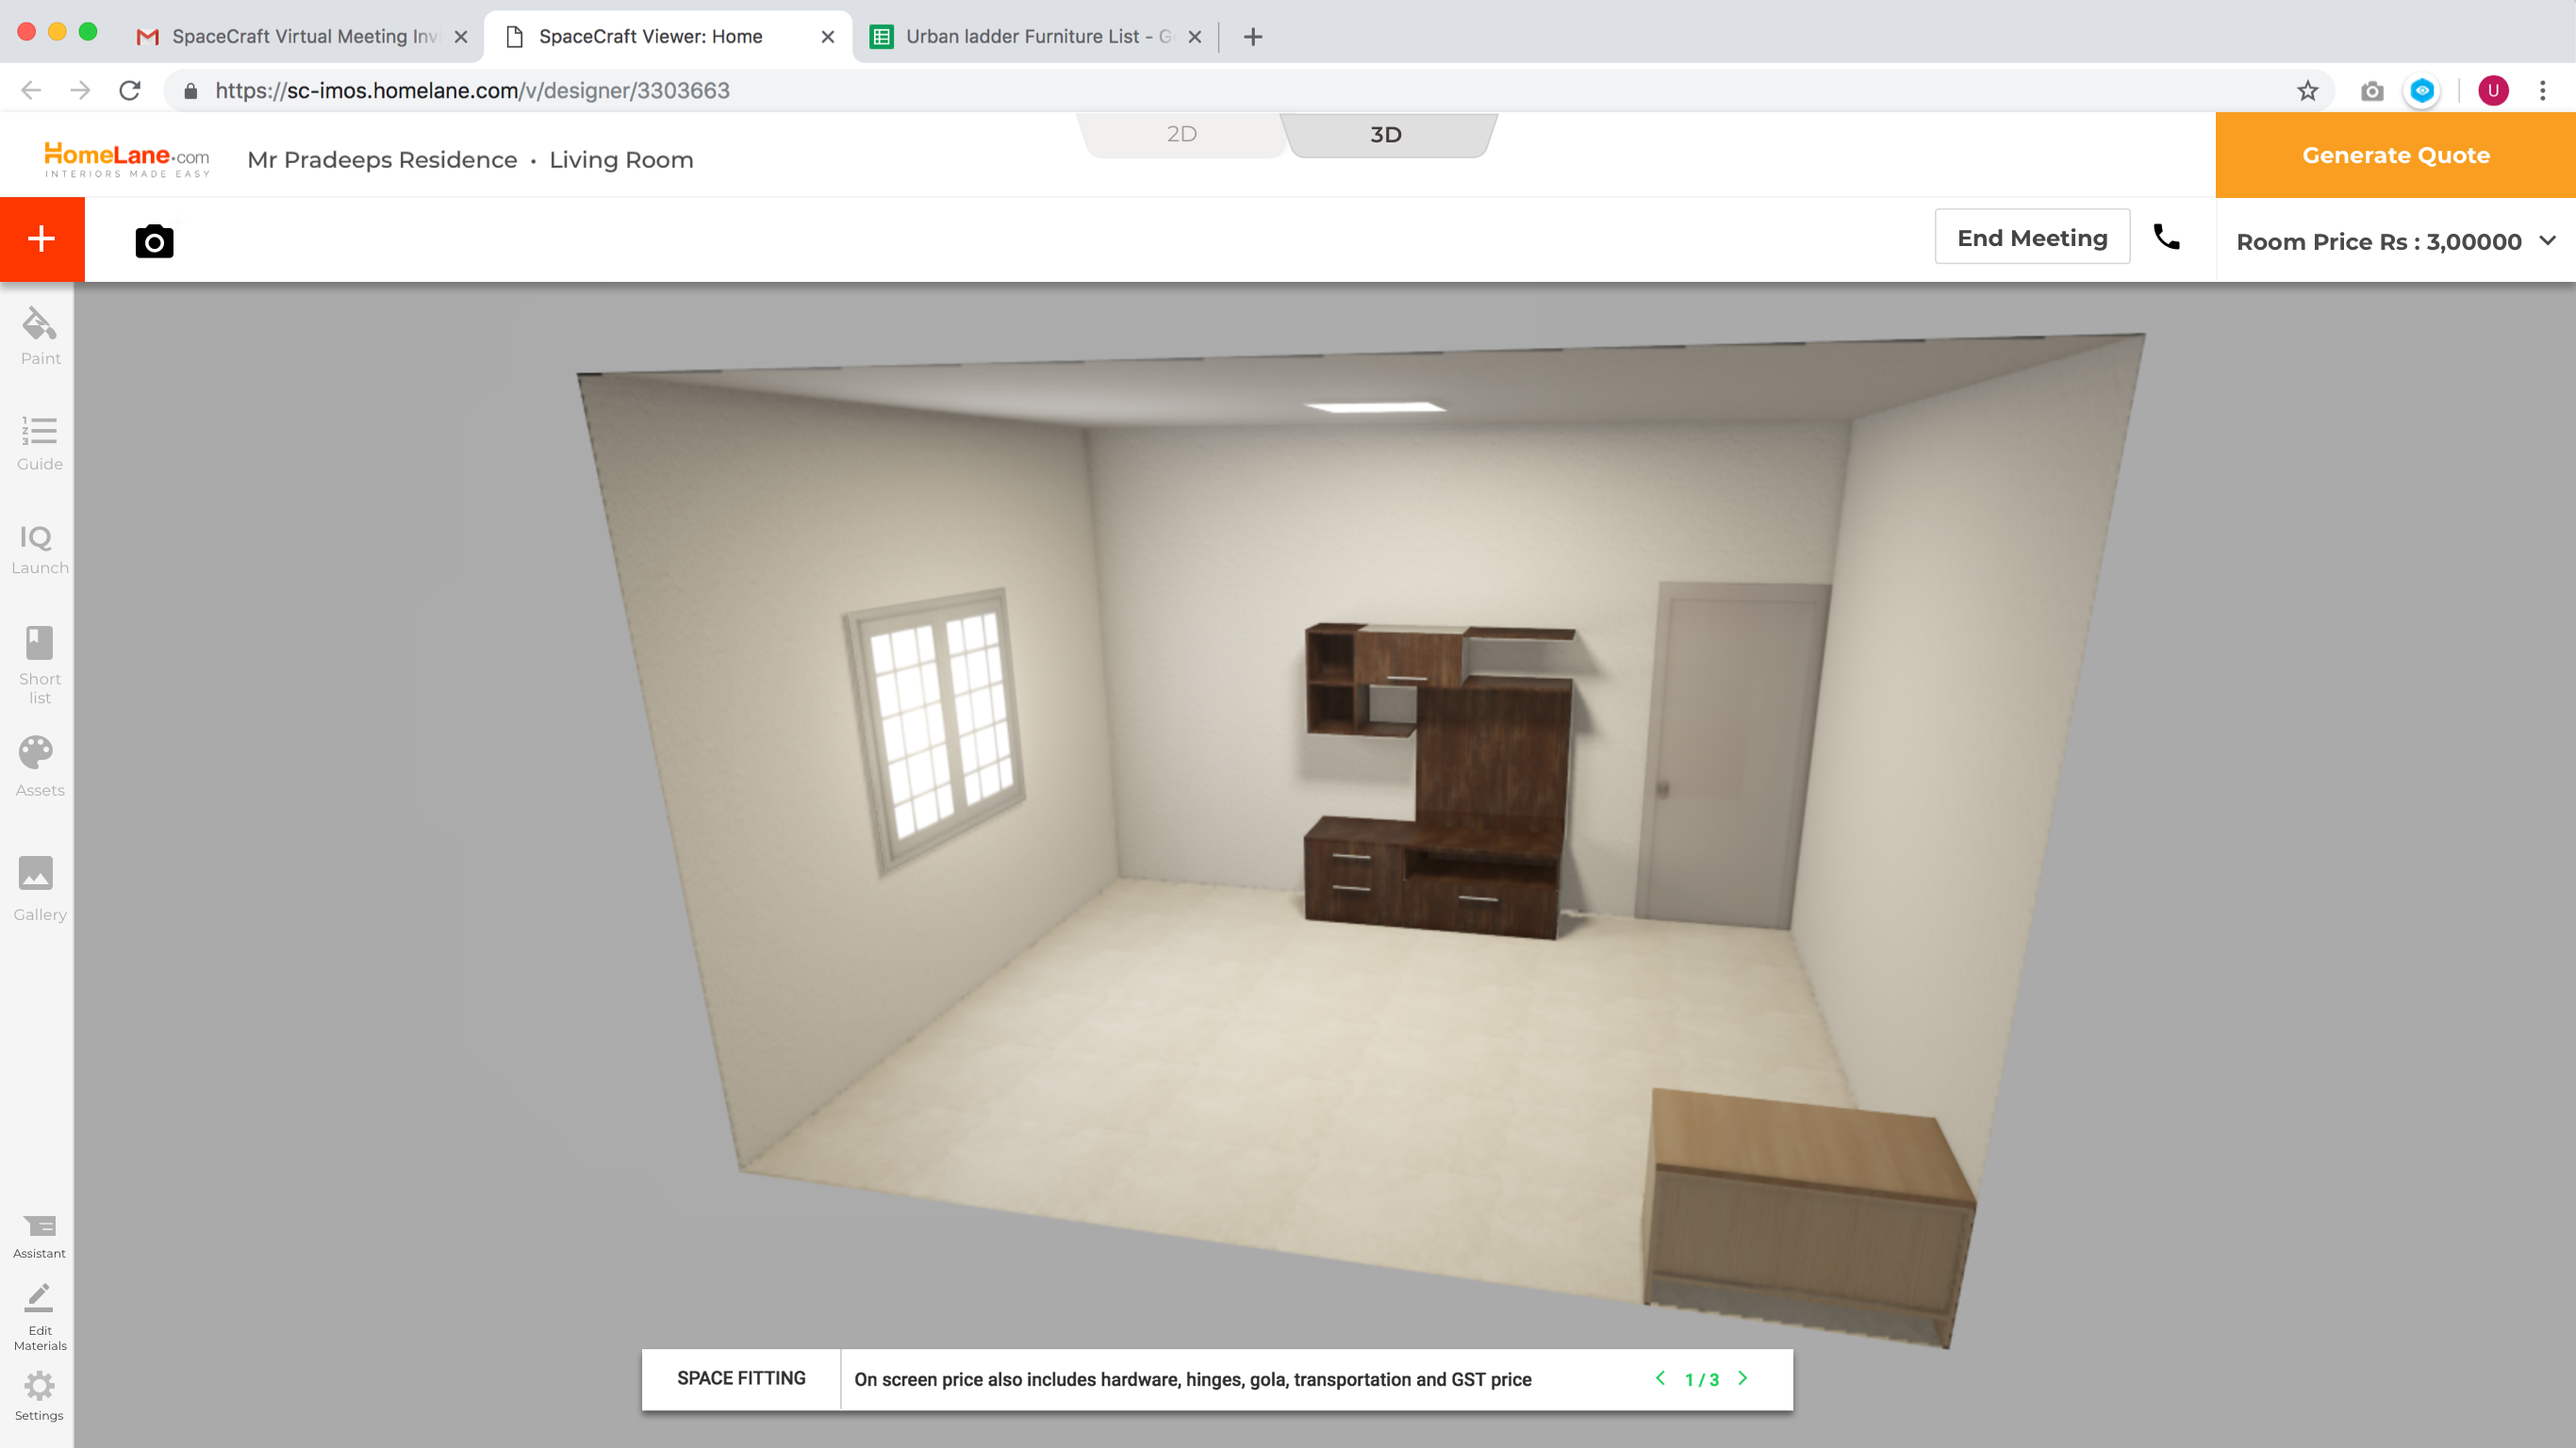 SpaceCraft Virtual Meeting Inv
SpaceCraft Viewer: Home
Urban ladder Furniture List - G
https://sc-imos.homelane.com/v/designer/3303663
U
HomeLane.com
INTERIORS MADE EASY
Mr Pradeeps Residence • Living Room
2D
3D
Generate Quote
End Meeting
Room Price Rs : 3,00000
Paint
1
2
3
Guide
IQ
Launch
Short
list
Assets
Gallery
Assistant
Edit
Materials
Settings
SPACE FITTING
On screen price also includes hardware, hinges, gola, transportation and GST price
1 / 3